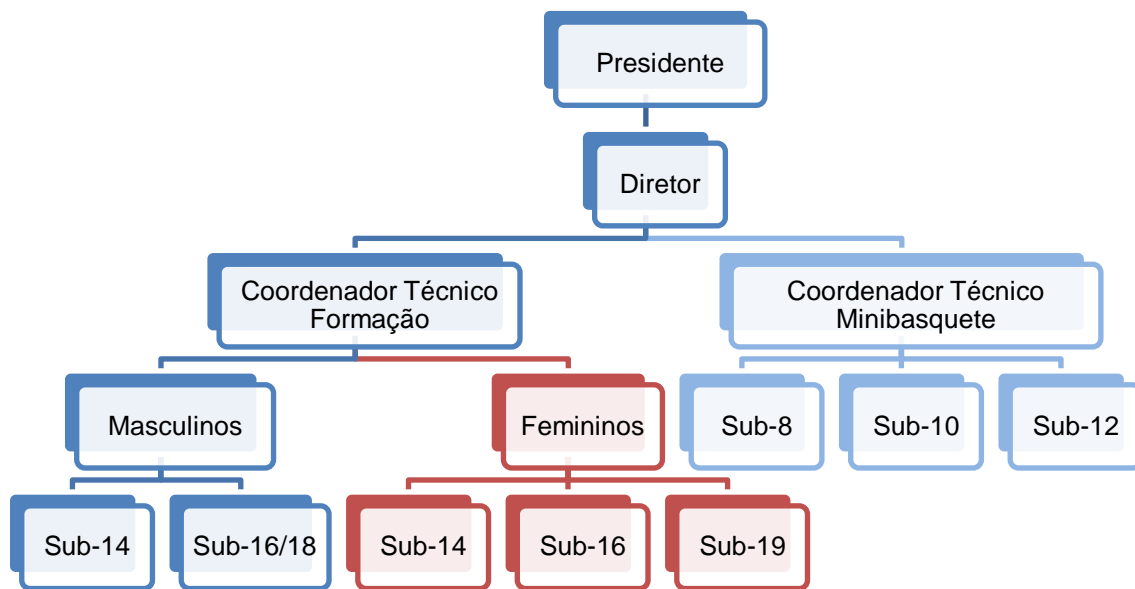 Presidente
Diretor
Coordenador Técnico
Formação
Coordenador Técnico
Minibasquete
Masculinos
Femininos
Sub-8
Sub-10
Sub-12
Sub-14
Sub-16/18
Sub-14
Sub-16
Sub-19